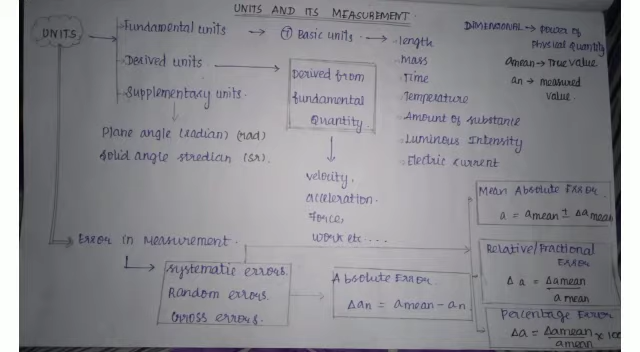 UNITS AND ITS MEASUREMENT.
UNITS
Fundamental units → ⑦ Basic units → length
Mass
Time
Temperature
Amount of substance
Luminous Intensity
Electric current
DIMENSIONAL → power of
physical quantity
amean → True value
an → measured
value.
Derived units
Derived from
fundamental
Quantity.
velocity,
acceleration.
Force,
work etc ....
Supplementary units.
Plane angle (radian) (rad)
Solid angle stredian (sr).
Error in Measurement.
Systematic errors.
Random errors.
Gross errors.
Absolute Error.
Δan = amean - an.
Mean Absolute Error.
a = amean ± Δamean
Relative/Fractional
Error
Δa = Δamean
a mean
Percentage Error
Δa = Δamean × 100
amean